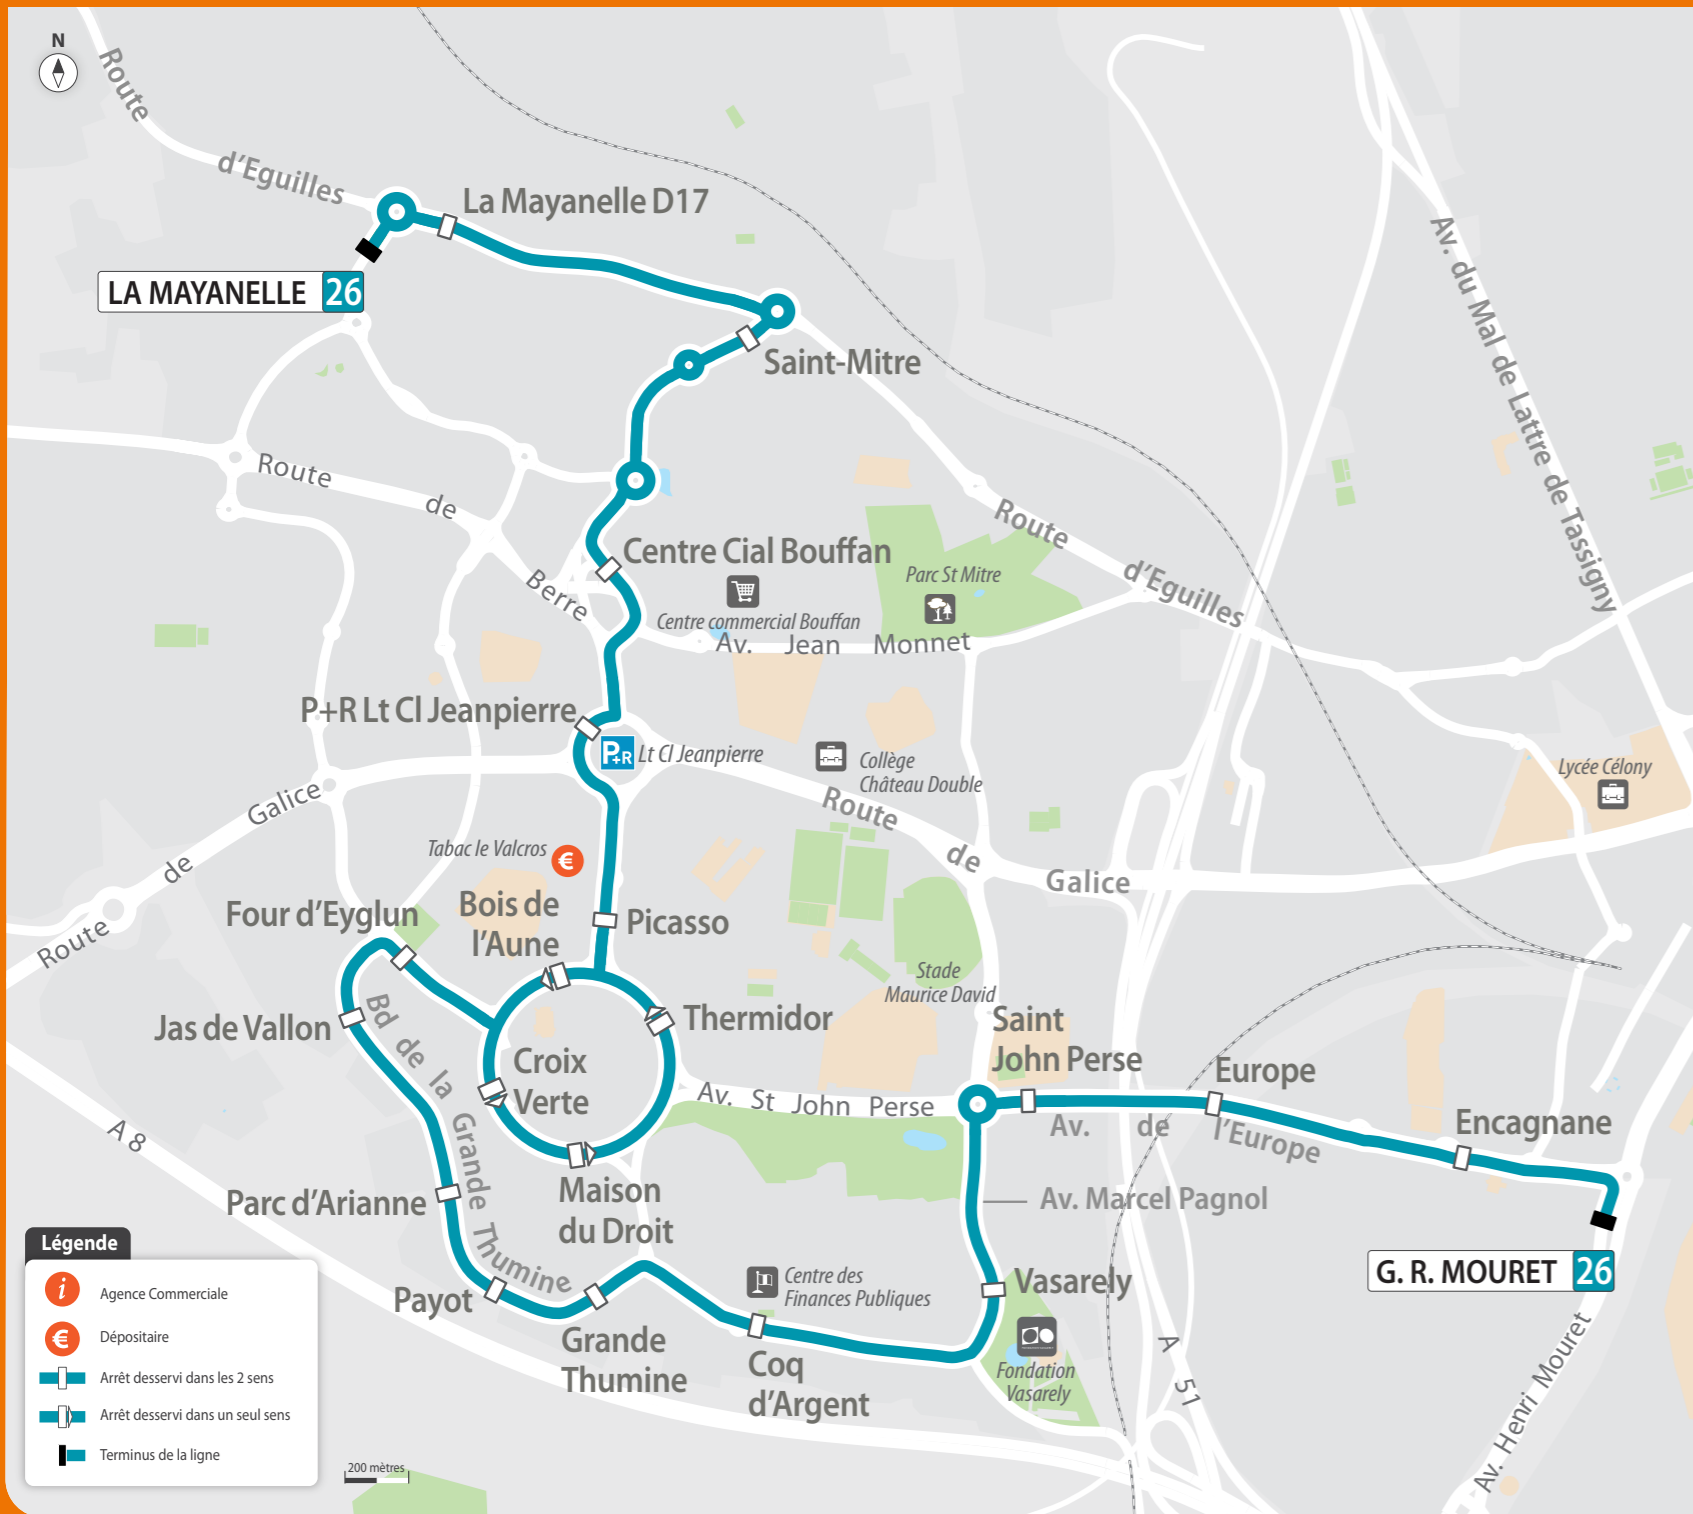 N
Route
d'Eguilles
La Mayanelle D17
LA MAYANELLE 26
Saint-Mitre
Av. du Mal de Lattre de Tassigny
Route
de
Berre
Centre Cial Bouffan
Centre commercial Bouffan
Parc St Mitre
Route
d'Eguilles
Av. Jean Monnet
P+R Lt Cl Jeanpierre
P+R Lt Cl Jeanpierre
Collège
Château Double
Lycée Célony
Route
de
Galice
Route
de
Galice
Tabac le Valcros €
Four d'Eyglun
Bois de
l'Aune
Picasso
Stade
Maurice David
Jas de Vallon
Thermidor
Saint
John Perse
Croix
Verte
Europe
Av. St John Perse
Av. de l'Europe
Encagnane
Bd de la Grande Thumine
A 8
Parc d'Arianne
Maison
du Droit
Av. Marcel Pagnol
G. R. MOURET 26
Payot
Centre des
Finances Publiques
Vasarely
Grande
Thumine
Coq
d'Argent
Fondation
Vasarely
A 51
Av. Henri Mouret
Légende
i Agence Commerciale
€ Dépositaire
Arrêt desservi dans les 2 sens
Arrêt desservi dans un seul sens
Terminus de la ligne
200 mètres